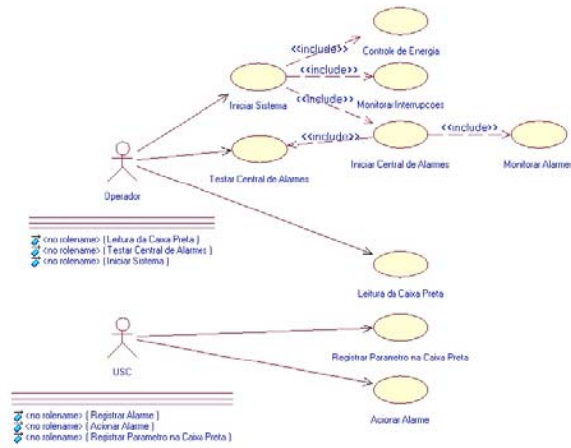 <<include>>
Controle de Energia
<<include>>
Iniciar Sistema
Monitorar Interrupcoes
<<include>>
<<include>>
<<include>>
Testar Central de Alarmes
Iniciar Central de Alarmes
Monitorar Alarmes
Operador
<no rolename> ( Leitura da Caixa Preta )
<no rolename> ( Testar Central de Alarmes )
<no rolename> ( Iniciar Sistema )
Leitura da Caixa Preta
USC
Registrar Parametro na Caixa Preta
<no rolename> ( Registrar Alarme )
<no rolename> ( Acionar Alarme )
<no rolename> ( Registrar Parametro na Caixa Preta )
Acionar Alarme